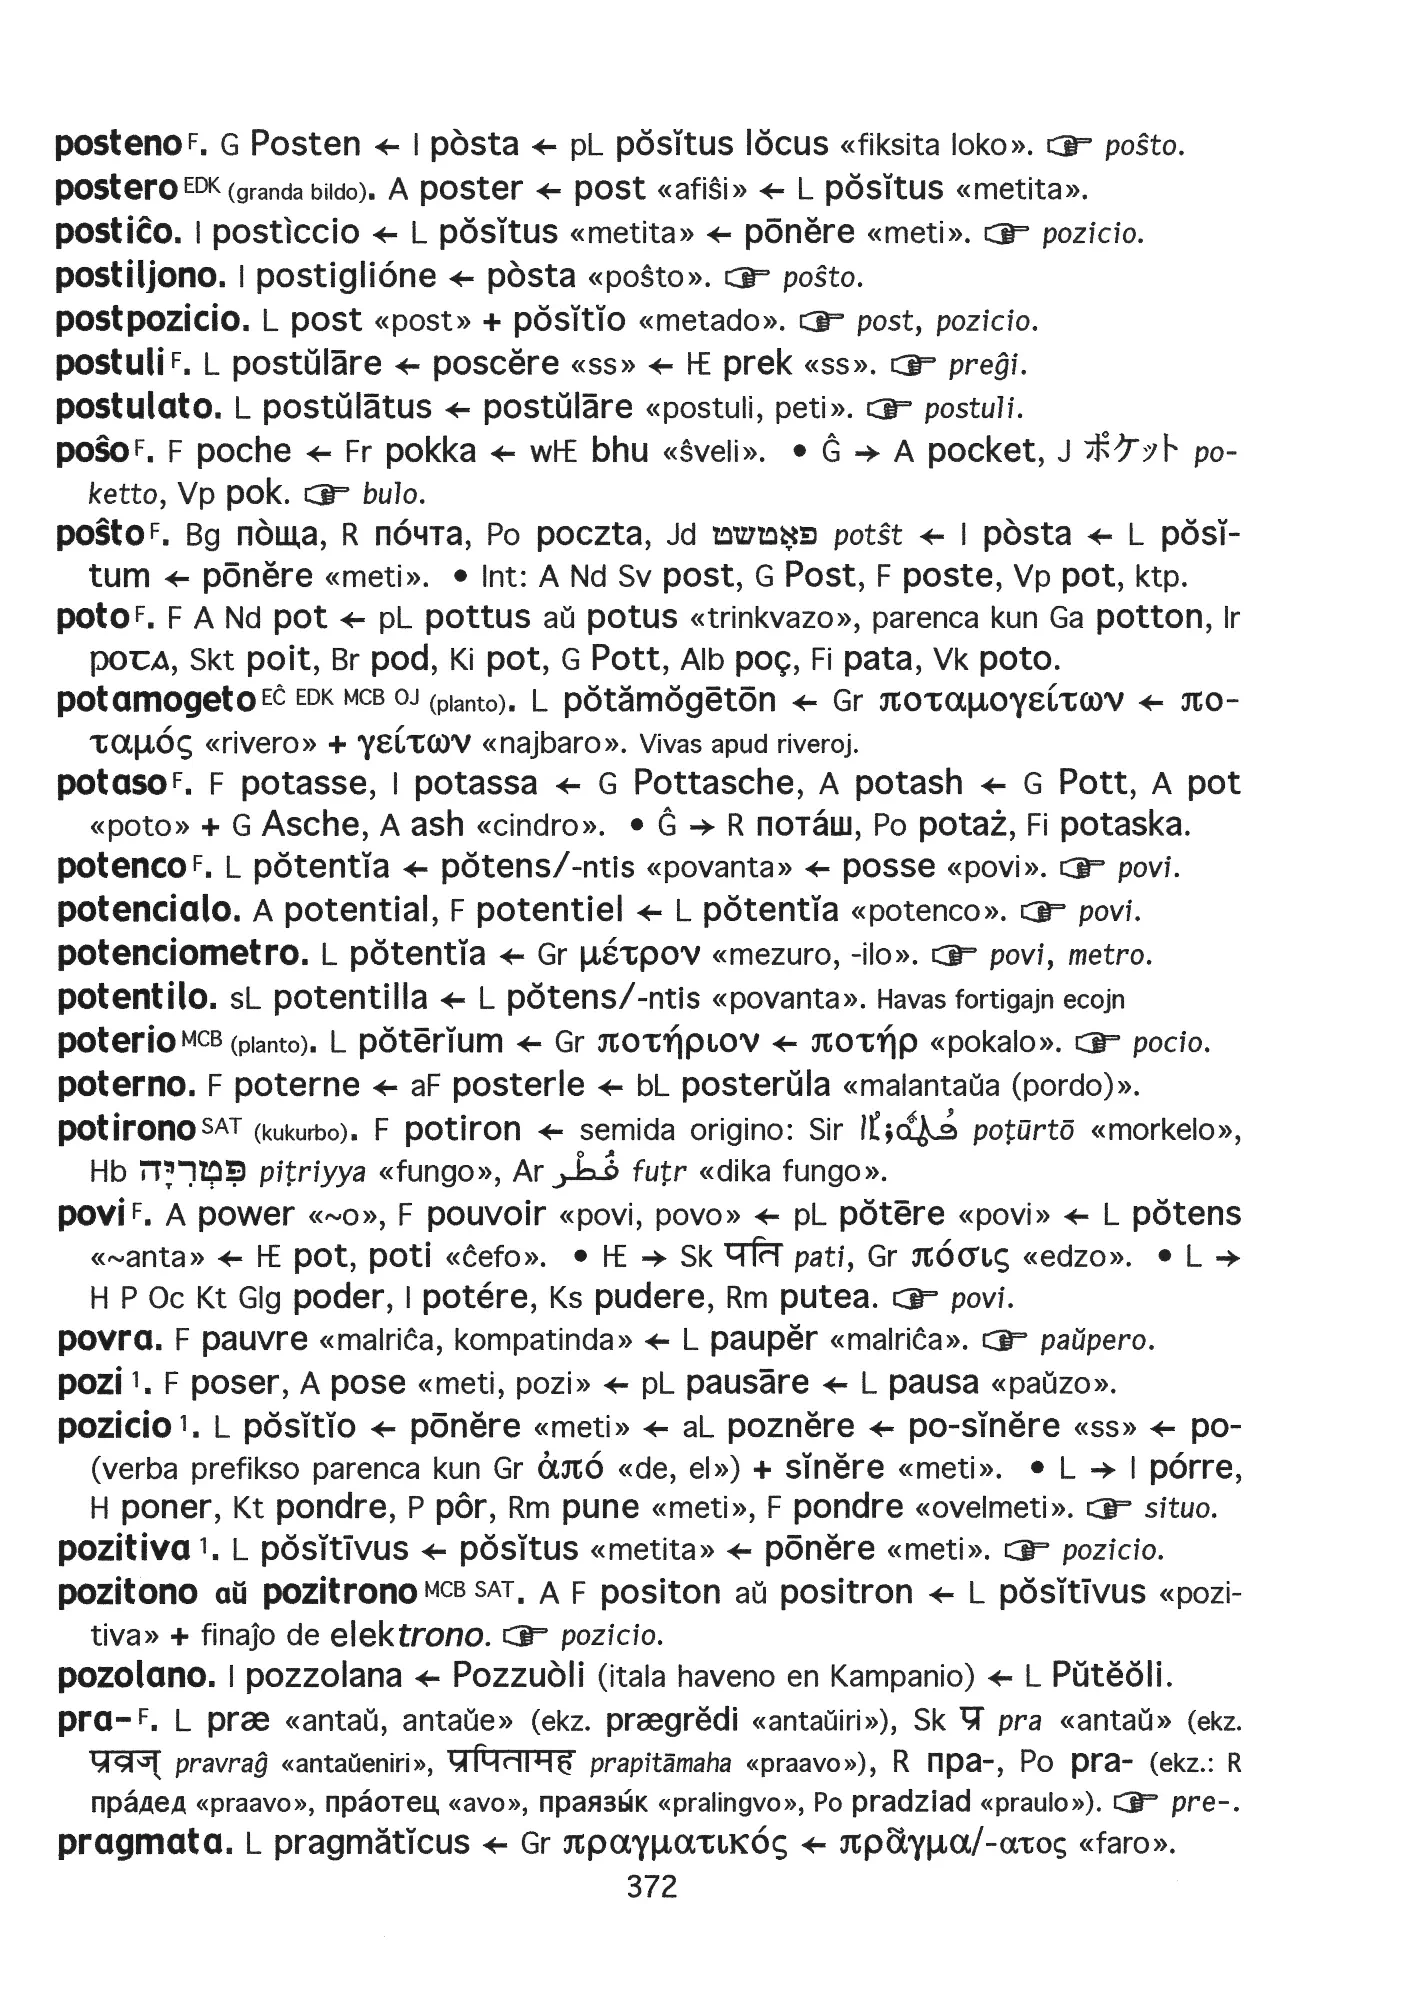 posteno F. G Posten ← I pòsta ← pL pŏsĭtus lŏcus «fiksita loko». ☞ poŝto.
postero EDK (granda bildo). A poster ← post «afiŝi» ← L pŏsĭtus «metita».
postiĉo. I postìccio ← L pŏsĭtus «metita» ← pōnĕre «meti». ☞ pozicio.
postiljono. I postiglióne ← pòsta «poŝto». ☞ poŝto.
postpozicio. L post «post» + pŏsĭtĭo «metado». ☞ post, pozicio.
postuli F. L postŭlāre ← poscĕre «ss» ← IE prek «ss». ☞ preĝi.
postulato. L postŭlātus ← postŭlāre «postuli, peti». ☞ postuli.
poŝo F. F poche ← Fr pokka ← wIE bhu «ŝveli». • Ĝ → A pocket, J ポケット po-
ketto, Vp pok. ☞ bulo.
poŝto F. Bg пòща, R пóчта, Po poczta, Jd פּאָטשט potŝt ← I pòsta ← L pŏsĭ-
tum ← pōnĕre «meti». • Int: A Nd Sv post, G Post, F poste, Vp pot, ktp.
poto F. F A Nd pot ← pL pottus aŭ potus «trinkvazo», parenca kun Ga potton, Ir
pota, Skt poit, Br pod, Ki pot, G Pott, Alb poç, Fi pata, Vk poto.
potamogeto EĈ EDK MCB OJ (planto). L pŏtămŏgētōn ← Gr ποταμογείτων ← πο-
ταμός «rivero» + γείτων «najbaro». Vivas apud riveroj.
potaso F. F potasse, I potassa ← G Pottasche, A potash ← G Pott, A pot
«poto» + G Asche, A ash «cindro». • Ĝ → R потáш, Po potaż, Fi potaska.
potenco F. L pŏtentĭa ← pŏtens/-ntis «povanta» ← posse «povi». ☞ povi.
potencialo. A potential, F potentiel ← L pŏtentĭa «potenco». ☞ povi.
potenciometro. L pŏtentĭa ← Gr μέτρον «mezuro, -ilo». ☞ povi, metro.
potentilo. sL potentilla ← L pŏtens/-ntis «povanta». Havas fortigajn ecojn
poterio MCB (planto). L pŏtērĭum ← Gr ποτήριον ← ποτήρ «pokalo». ☞ pocio.
poterno. F poterne ← aF posterle ← bL posterŭla «malantaŭa (pordo)».
potirono SAT (kukurbo). F potiron ← semida origino: Sir poṭūrtō «morkelo»,
Hb פִּטְרִיָּה piṭriyya «fungo», Ar فُطْر fuṭr «dika fungo».
povi F. A power «~o», F pouvoir «povi, povo» ← pL pŏtēre «povi» ← L pŏtens
«~anta» ← IE pot, poti «ĉefo». • IE → Sk पति pati, Gr πόσις «edzo». • L →
H P Oc Kt Glg poder, I potére, Ks pudere, Rm putea. ☞ povi.
povra. F pauvre «malriĉa, kompatinda» ← L paupĕr «malriĉa». ☞ paŭpero.
pozi 1. F poser, A pose «meti, pozi» ← pL pausāre ← L pausa «paŭzo».
pozicio 1. L pŏsĭtĭo ← pōnĕre «meti» ← aL poznĕre ← po-sĭnĕre «ss» ← po-
(verba prefikso parenca kun Gr ἀπό «de, el») + sĭnĕre «meti». • L → I pórre,
H poner, Kt pondre, P pôr, Rm pune «meti», F pondre «ovelmeti». ☞ situo.
pozitiva 1. L pŏsĭtīvus ← pŏsĭtus «metita» ← pōnĕre «meti». ☞ pozicio.
pozitono aŭ pozitrono MCB SAT. A F positon aŭ positron ← L pŏsĭtīvus «pozi-
tiva» + finaĵo de elektrono. ☞ pozicio.
pozolano. I pozzolana ← Pozzuòli (itala haveno en Kampanio) ← L Pŭtĕŏli.
pra- F. L præ «antaŭ, antaŭe» (ekz. prægrĕdi «antaŭiri»), Sk प्र pra «antaŭ» (ekz.
प्रवज् pravraĝ «antaŭeniri», प्रपितामह prapitāmaha «praavo»), R пра-, Po pra- (ekz.: R
прáдед «praavo», прáотец «avo», праязы́к «pralingvo», Po pradziad «praulo»). ☞ pre-.
pragmata. L pragmătĭcus ← Gr πραγματικός ← πρᾶγμα/-ατος «faro».
372